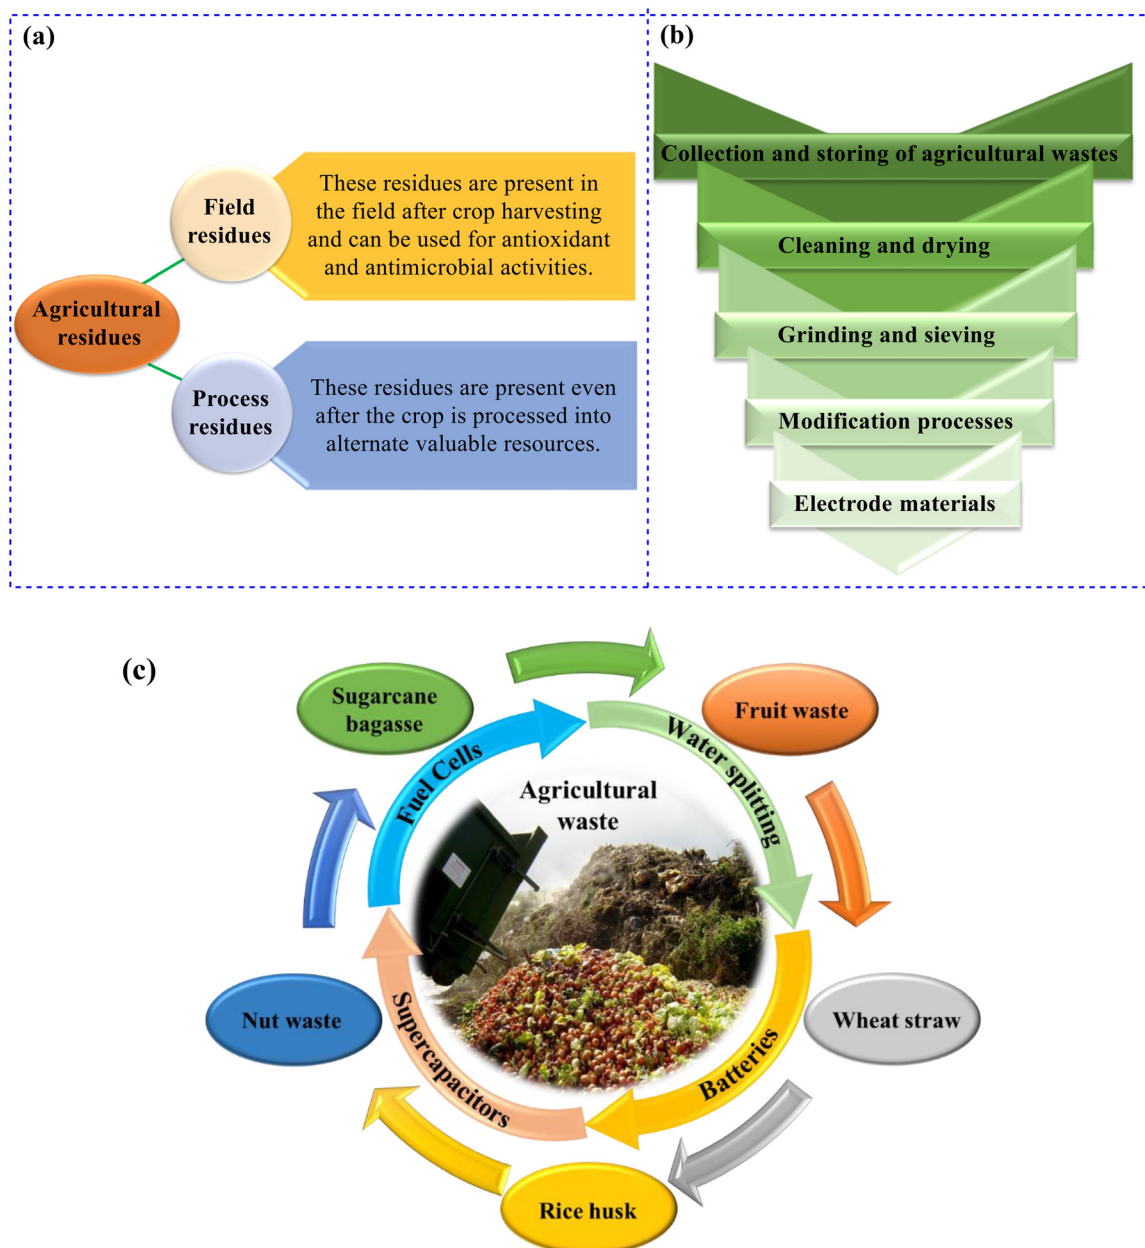 (a)
Field
residues
These residues are present in
the field after crop harvesting
and can be used for antioxidant
and antimicrobial activities.
Agricultural
residues
Process
residues
These residues are present even
after the crop is processed into
alternate valuable resources.
(b)
Collection and storing of agricultural wastes
Cleaning and drying
Grinding and sieving
Modification processes
Electrode materials
(c)
Sugarcane
bagasse
Fruit waste
Fuel Cells
Water splitting
Agricultural
waste
Nut waste
Wheat straw
Supercapacitors
Batteries
Rice husk